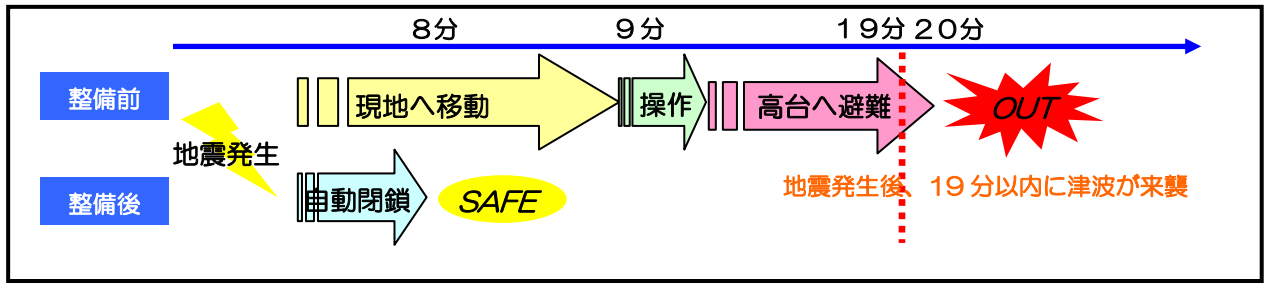 8分 9分 19分 20分
整備前
現地へ移動 操作 高台へ避難 OUT
地震発生
整備後
自動閉鎖 SAFE
地震発生後、19分以内に津波が来襲